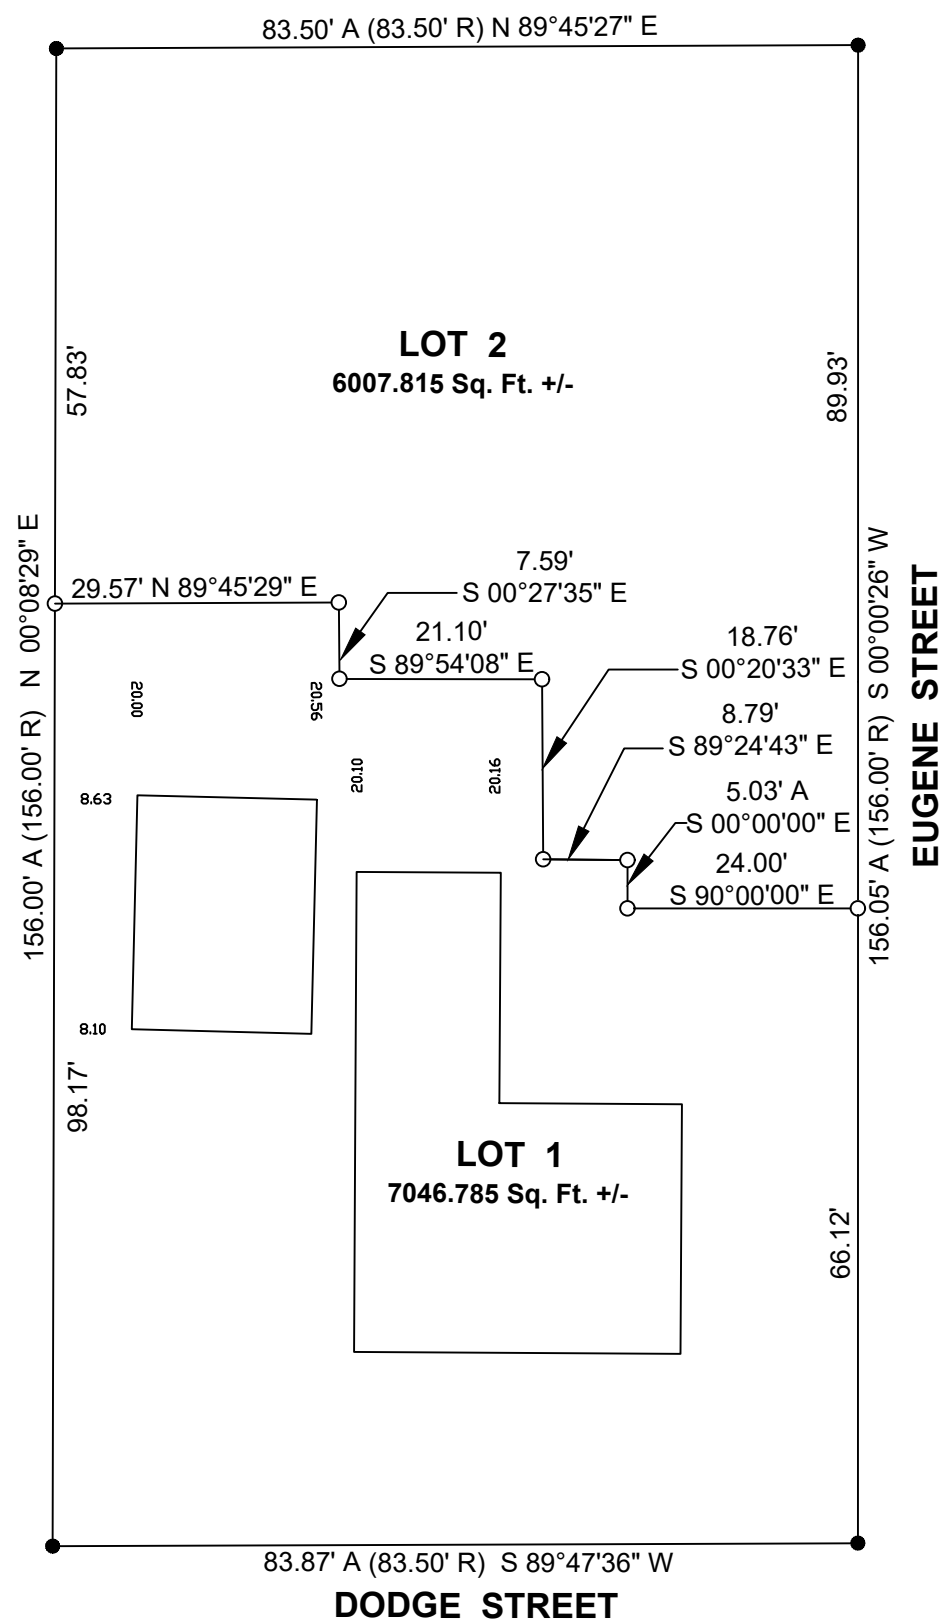 83.50' A (83.50' R) N 89°45'27" E
LOT 2
6007.815 Sq. Ft. +/-
57.83'
89.93'
156.00' A (156.00' R) N 00°08'29" E
29.57' N 89°45'29" E
7.59'
S 00°27'35" E
21.10'
S 89°54'08" E
18.76'
S 00°20'33" E
8.79'
S 89°24'43" E
5.03' A
S 00°00'00" E
24.00'
S 90°00'00" E
156.05' A (156.00' R) S 00°00'26" W
EUGENE STREET
20.00
20.56
20.10
20.16
8.63
8.10
98.17'
LOT 1
7046.785 Sq. Ft. +/-
66.12'
83.87' A (83.50' R) S 89°47'36" W
DODGE STREET